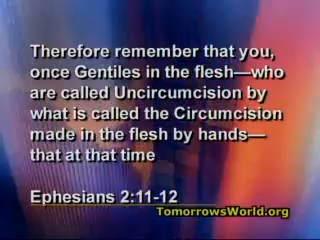 Therefore remember that you,
once Gentiles in the flesh—who
are called Uncircumcision by
what is called the Circumcision
made in the flesh by hands—
that at that time
Ephesians 2:11-12
TomorrowsWorld.org